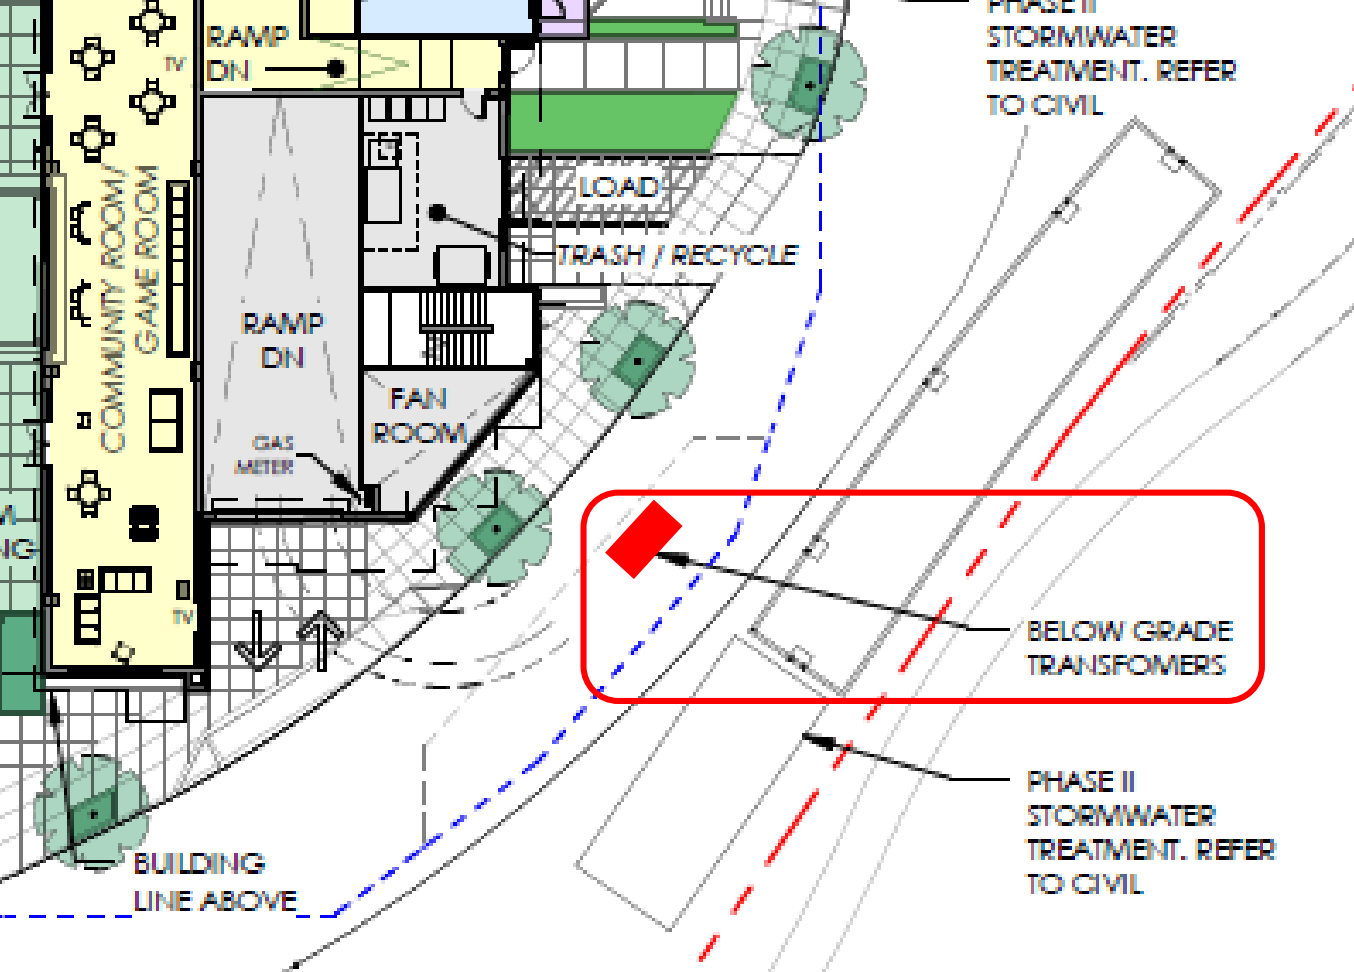 PHASE II
STORMWATER
TREATMENT. REFER
TO CIVIL
RAMP
DN
TV
COMMUNITY ROOM/
GAME ROOM
LOAD
TRASH / RECYCLE
RAMP
DN
FAN
ROOM
GAS
METER
NG
TV
BELOW GRADE
TRANSFOMERS
PHASE II
STORMWATER
TREATMENT. REFER
TO CIVIL
BUILDING
LINE ABOVE